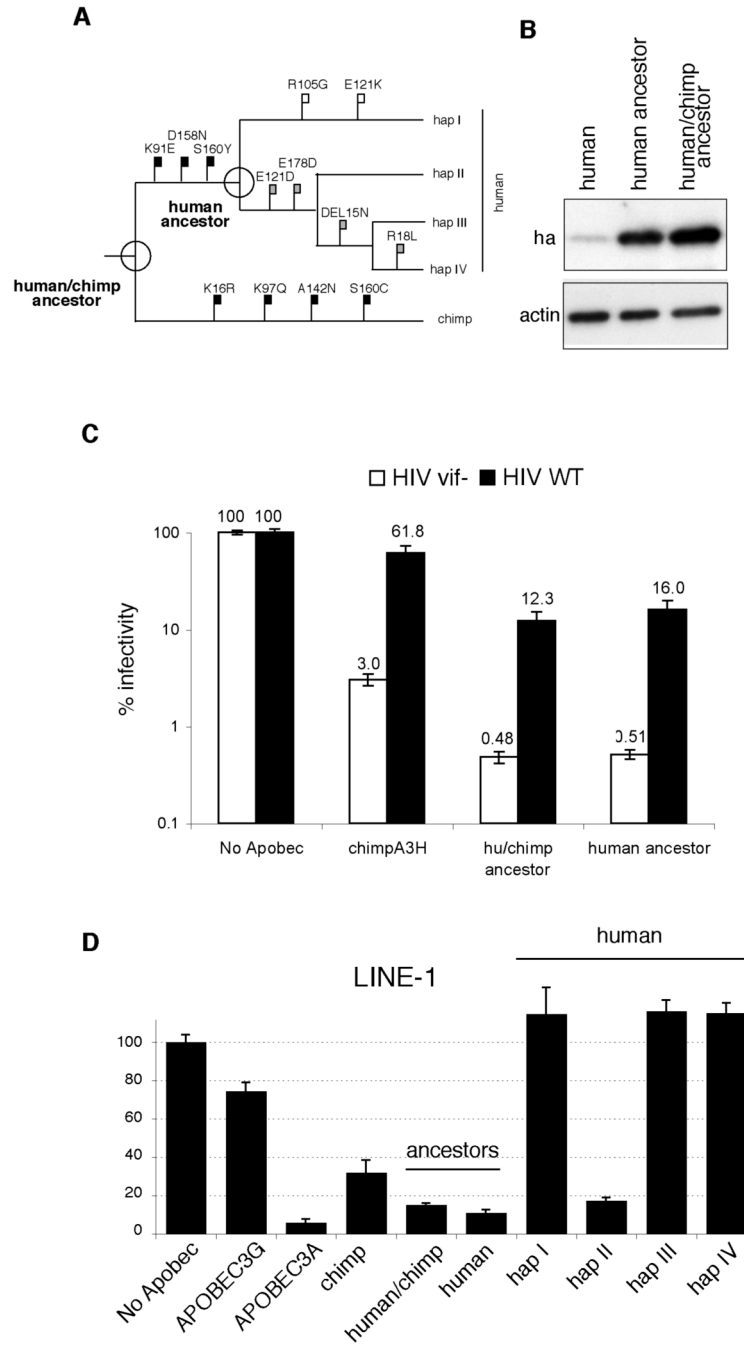 A
R105G E121K
hap I
D158N
K91E S160Y
E178D
E121D
hap II
human
ancestor
DEL15N
hap III
R18L
hap IV
human
human/chimp
ancestor
K16R K97Q A142N S160C
chimp
B
human
human ancestor
human/chimp
ancestor
ha
actin
C
HIV vif- HIV WT
% infectivity
100
10
1
0.1
100 100
3.0 61.8
0.48 12.3
0.51 16.0
No Apobec
chimpA3H
hu/chimp
ancestor
human ancestor
D
human
LINE-1
ancestors
100
80
60
40
20
0
No Apobec
APOBEC3G
APOBEC3A
chimp
human/chimp
human
hap I
hap II
hap III
hap IV